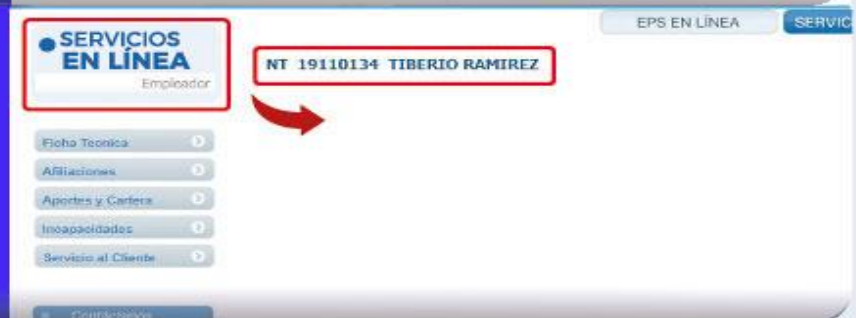 EPS EN LÍNEA
SERVIC
SERVICIOS
EN LÍNEA
Empleador
NT 19110134 TIBERIO RAMIREZ
Ficha Tecnica
Afiliaciones
Aportes y Cartera
Incapacidades
Servicio al Cliente
Contáctenos